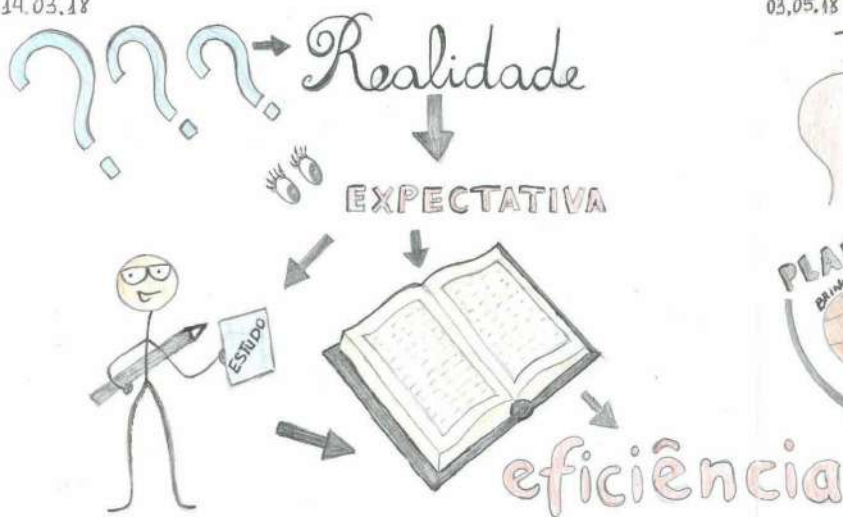 14.03.18
03.05.18
???
Realidade
EXPECTATIVA
ESTUDO
eficiência